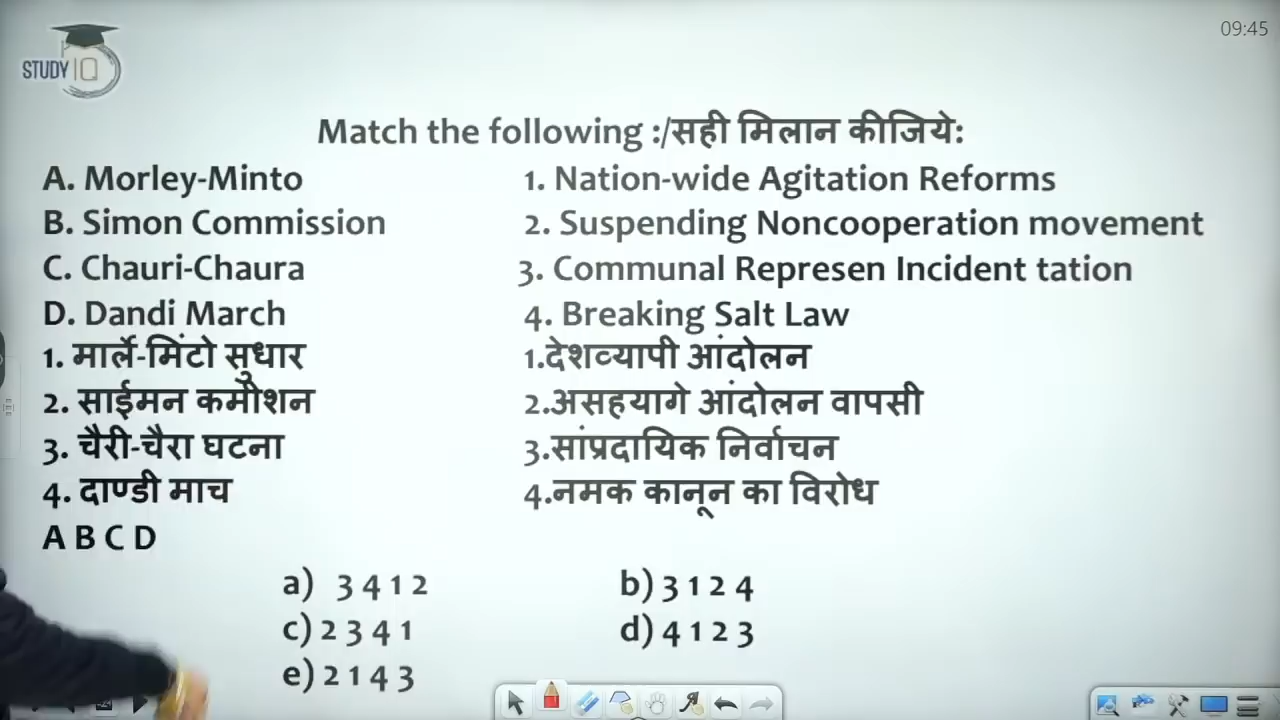 STUDY IQ
09:45
Match the following :/सही मिलान कीजिये:
A. Morley-Minto 1. Nation-wide Agitation Reforms
B. Simon Commission 2. Suspending Noncooperation movement
C. Chauri-Chaura 3. Communal Represen Incident tation
D. Dandi March 4. Breaking Salt Law
1. मार्ले-मिंटो सुधार 1.देशव्यापी आंदोलन
2. साईमन कमीशन 2.असहयागे आंदोलन वापसी
3. चैरी-चैरा घटना 3.सांप्रदायिक निर्वाचन
4. दाण्डी माच 4.नमक कानून का विरोध
A B C D
a) 3 4 1 2 b) 3 1 2 4
c) 2 3 4 1 d) 4 1 2 3
e) 2 1 4 3